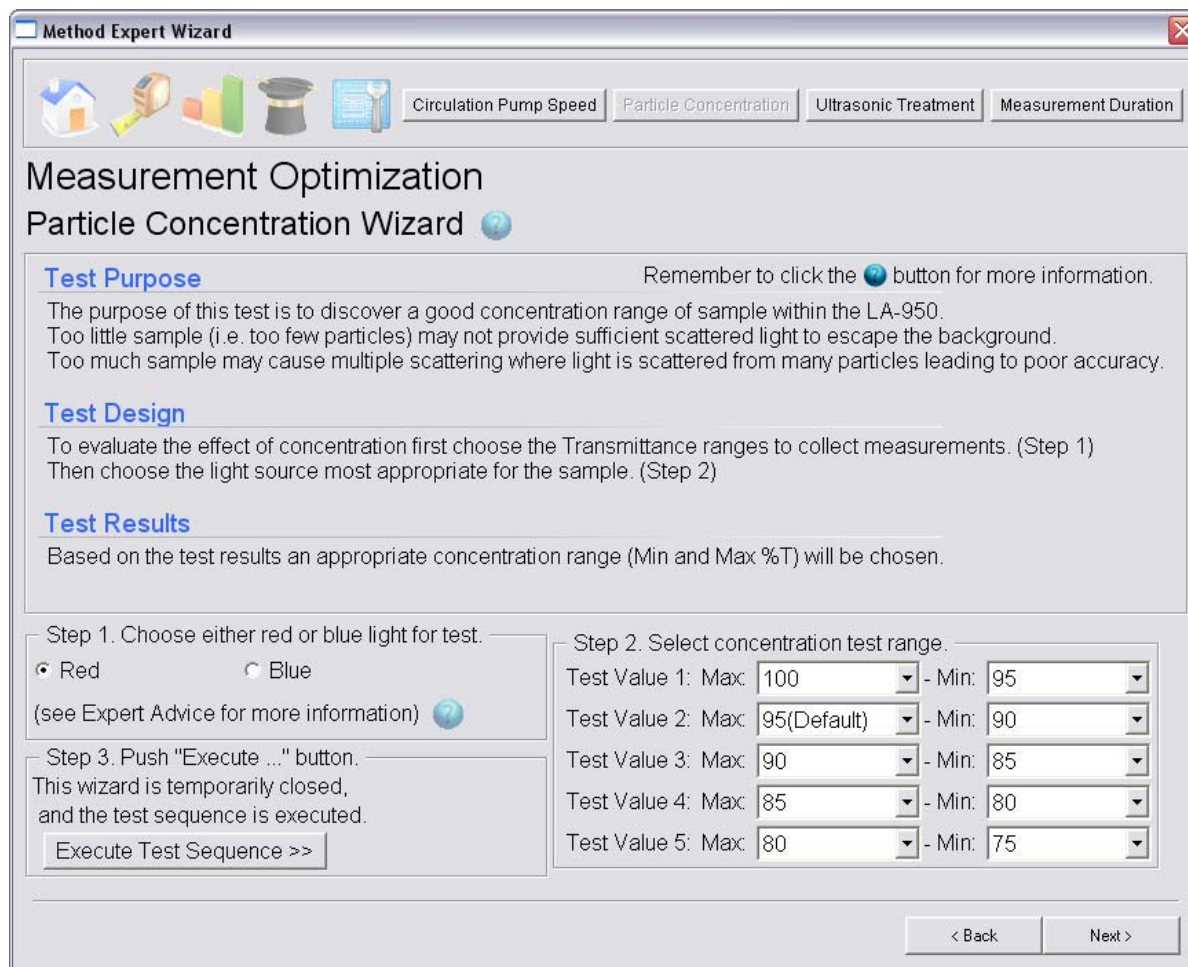 Method Expert Wizard
Circulation Pump Speed Particle Concentration Ultrasonic Treatment Measurement Duration
Measurement Optimization
Particle Concentration Wizard ?
Test Purpose
Remember to click the ? button for more information.
The purpose of this test is to discover a good concentration range of sample within the LA-950.
Too little sample (i.e. too few particles) may not provide sufficient scattered light to escape the background.
Too much sample may cause multiple scattering where light is scattered from many particles leading to poor accuracy.
Test Design
To evaluate the effect of concentration first choose the Transmittance ranges to collect measurements. (Step 1)
Then choose the light source most appropriate for the sample. (Step 2)
Test Results
Based on the test results an appropriate concentration range (Min and Max %T) will be chosen.
Step 1. Choose either red or blue light for test.
Red Blue
(see Expert Advice for more information) ?
Step 3. Push "Execute ..." button.
This wizard is temporarily closed,
and the test sequence is executed.
Execute Test Sequence >>
Step 2. Select concentration test range.
Test Value 1: Max: 100 - Min: 95
Test Value 2: Max: 95(Default) - Min: 90
Test Value 3: Max: 90 - Min: 85
Test Value 4: Max: 85 - Min: 80
Test Value 5: Max: 80 - Min: 75
< Back Next >